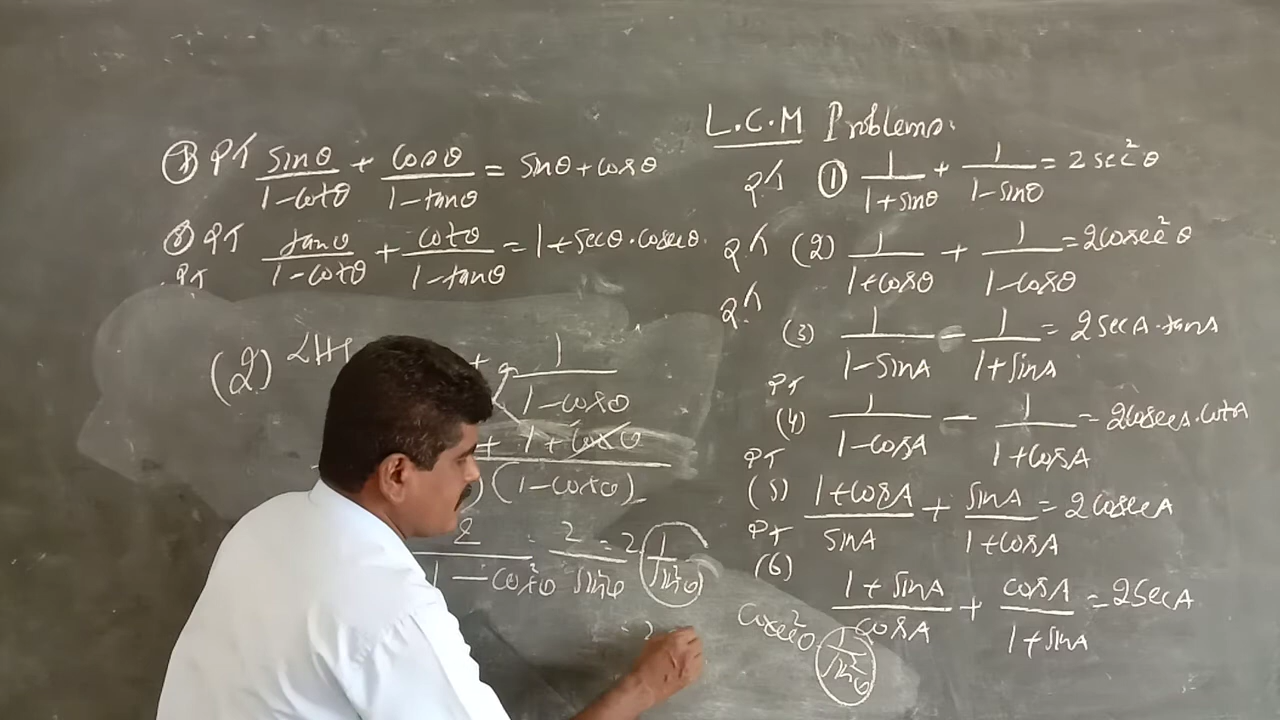 L.C.M Problems.
PT ① 1/(1+sinθ) + 1/(1-sinθ) = 2sec²θ
PT (2) 1/(1+cosθ) + 1/(1-cosθ) = 2cosec²θ
PT (3) 1/(1-sinA) - 1/(1+sinA) = 2secA.tanA
PT (4) 1/(1-cosA) - 1/(1+cosA) = 2cosecA.cotA
PT (5) (1+cosA)/sinA + sinA/(1+cosA) = 2cosecA
PT (6) (1+sinA)/cosA + cosA/(1+sinA) = 2SecA
⑦ PT sinθ/(1-cotθ) + cosθ/(1-tanθ) = sinθ+cosθ
⑧ PT tanθ/(1-cotθ) + cotθ/(1-tanθ) = 1+secθ.cosecθ.
PT
(2) LH + 1/(1-cosθ)
+ 1+cosθ
)(1-cosθ)
2/(1-cos²θ) = 2/sin²θ = 2.1/sin²θ
= 2
cosec²θ 1/sin²θ